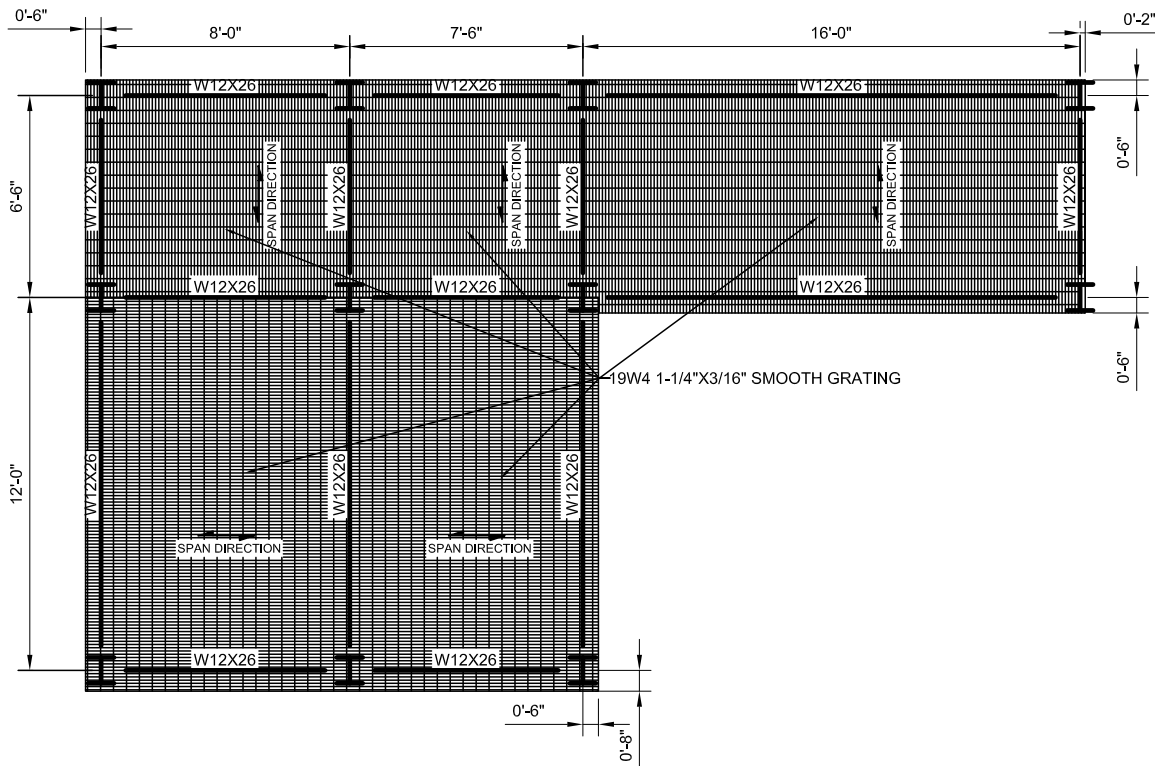 0'-6"
8'-0"
7'-6"
16'-0"
0'-2"
W12X26
W12X26
W12X26
6'-6"
W12X26
SPAN DIRECTION
W12X26
SPAN DIRECTION
W12X26
SPAN DIRECTION
W12X26
0'-6"
W12X26
W12X26
W12X26
0'-6"
19W4 1-1/4"X3/16" SMOOTH GRATING
12'-0"
W12X26
W12X26
W12X26
SPAN DIRECTION
SPAN DIRECTION
W12X26
W12X26
0'-6"
0'-8"